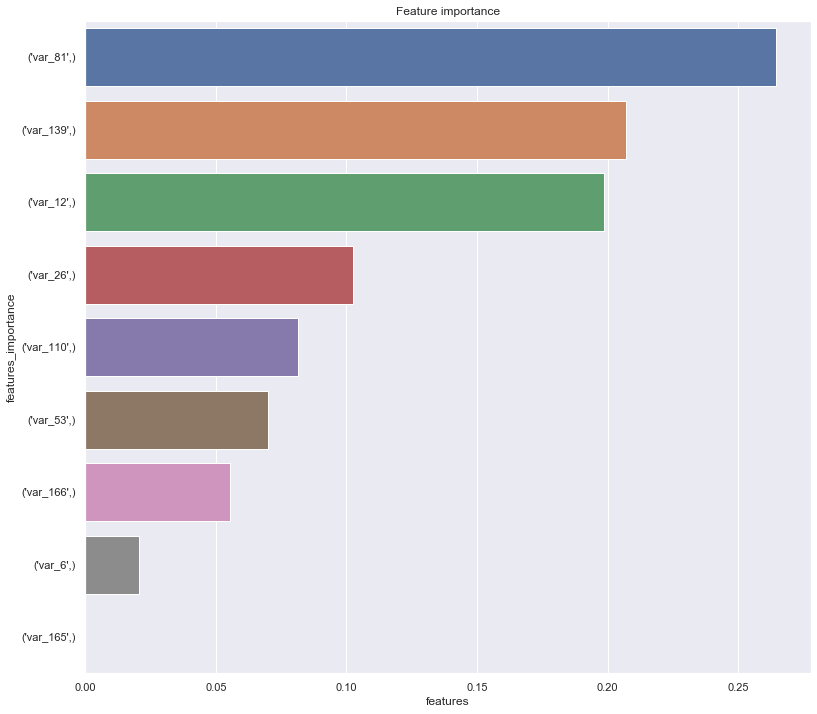 Feature importance
('var_81',)
('var_139',)
('var_12',)
('var_26',)
('var_110',)
('var_53',)
('var_166',)
('var_6',)
('var_165',)
features_importance
0.00 0.05 0.10 0.15 0.20 0.25
features